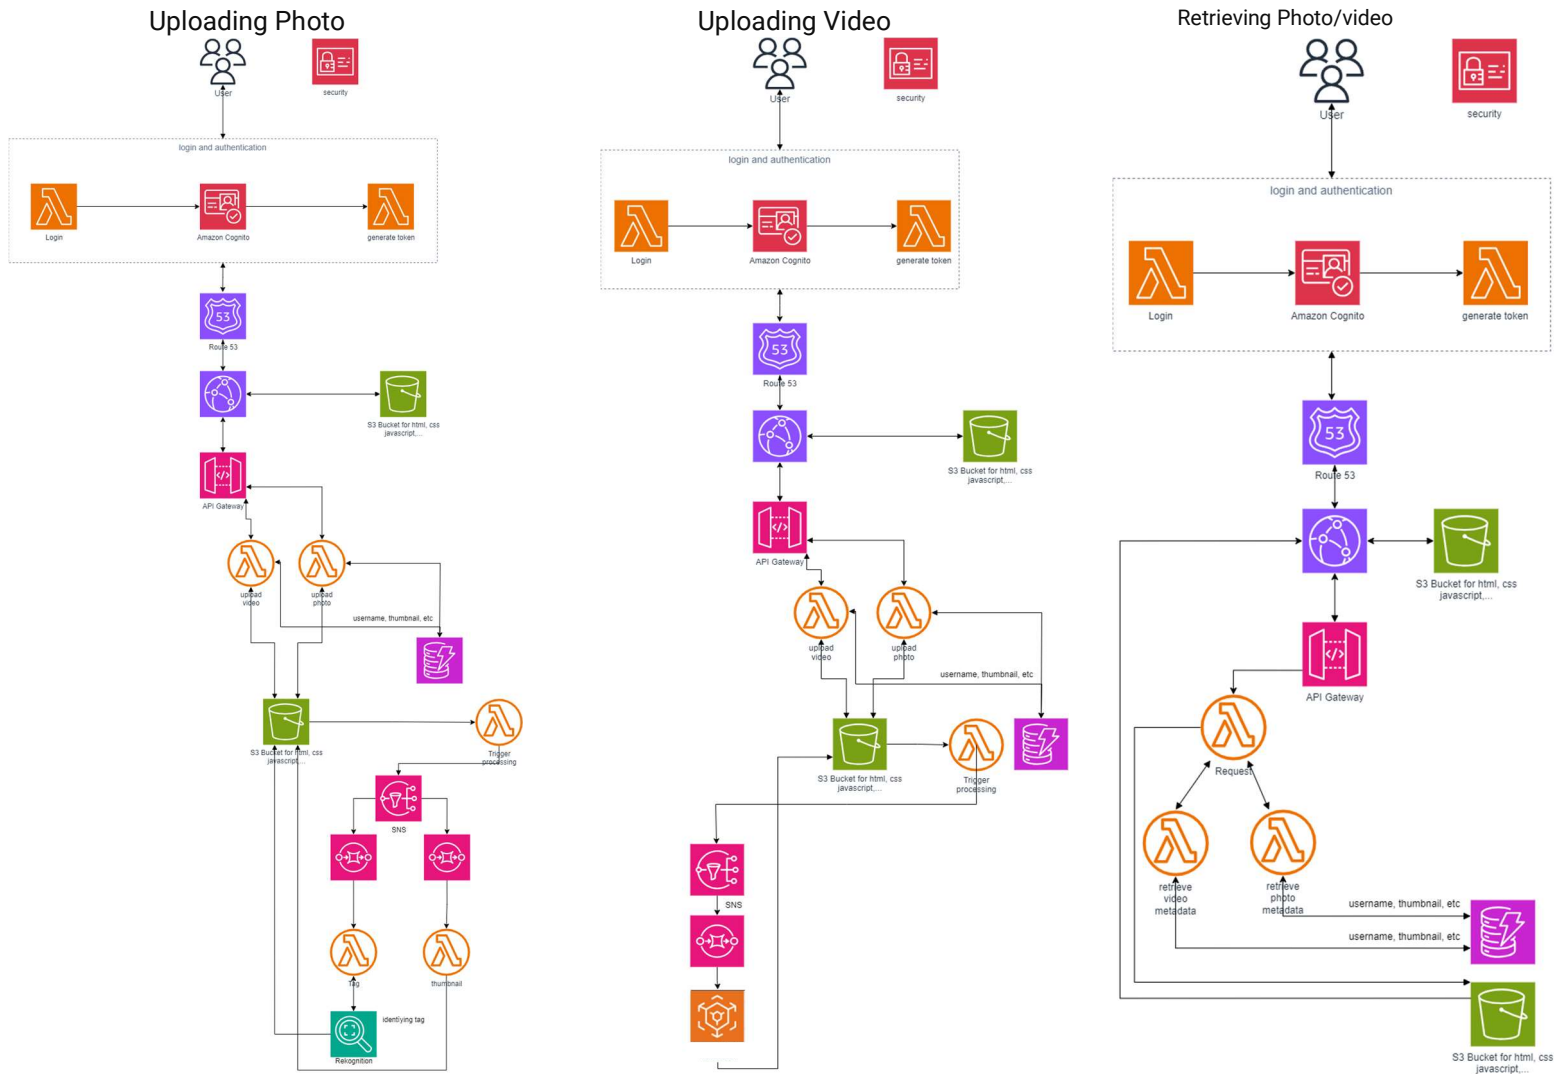 Uploading Photo
User
security
login and authentication
Login
Amazon Cognito
generate token
53
Route 53
S3 Bucket for html, css
javascript,...
API Gateway
upload
video
upload
photo
username, thumbnail, etc
S3 Bucket for html, css
javascript,...
Trigger
processing
SNS
Tag
thumbnail
identiying tag
Rekognition
Uploading Video
User
security
login and authentication
Login
Amazon Cognito
generate token
53
Route 53
S3 Bucket for html, css
javascript,...
API Gateway
upload
video
upload
photo
username, thumbnail, etc
S3 Bucket for html, css
javascript,...
Trigger
processing
SNS
Retrieving Photo/video
User
security
login and authentication
Login
Amazon Cognito
generate token
53
Route 53
S3 Bucket for html, css
javascript,...
API Gateway
Request
retrieve
video
metadata
retrieve
photo
metadata
username, thumbnail, etc
username, thumbnail, etc
S3 Bucket for html, css
javascript,...